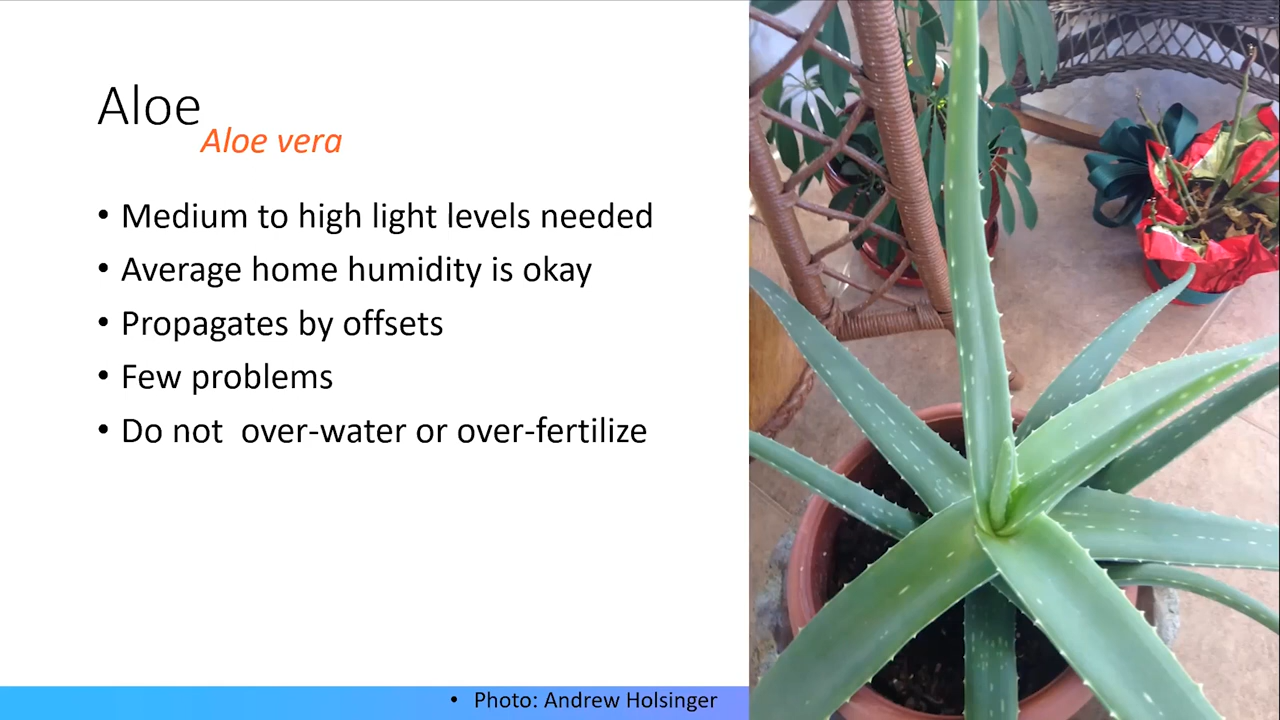 Aloe
Aloe vera
• Medium to high light levels needed
• Average home humidity is okay
• Propagates by offsets
• Few problems
• Do not  over-water or over-fertilize
• Photo: Andrew Holsinger